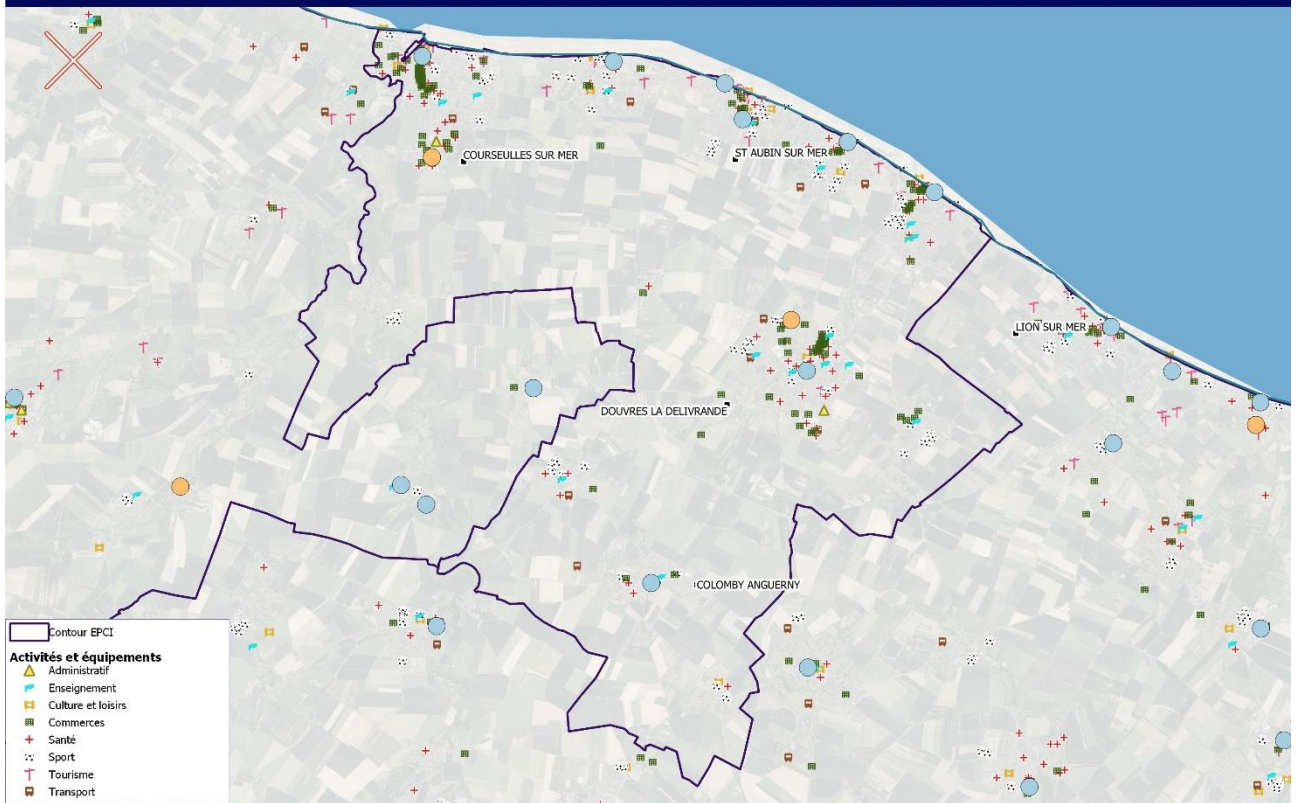 COURSEULLES SUR MER
ST AUBIN SUR MER
LION SUR MER
DOUVRES LA DELIVRANDE
COLOMBY ANGUERNY
Contour EPCI
Activités et équipements
Administratif
Enseignement
Culture et loisirs
Commerces
Santé
Sport
Tourisme
Transport